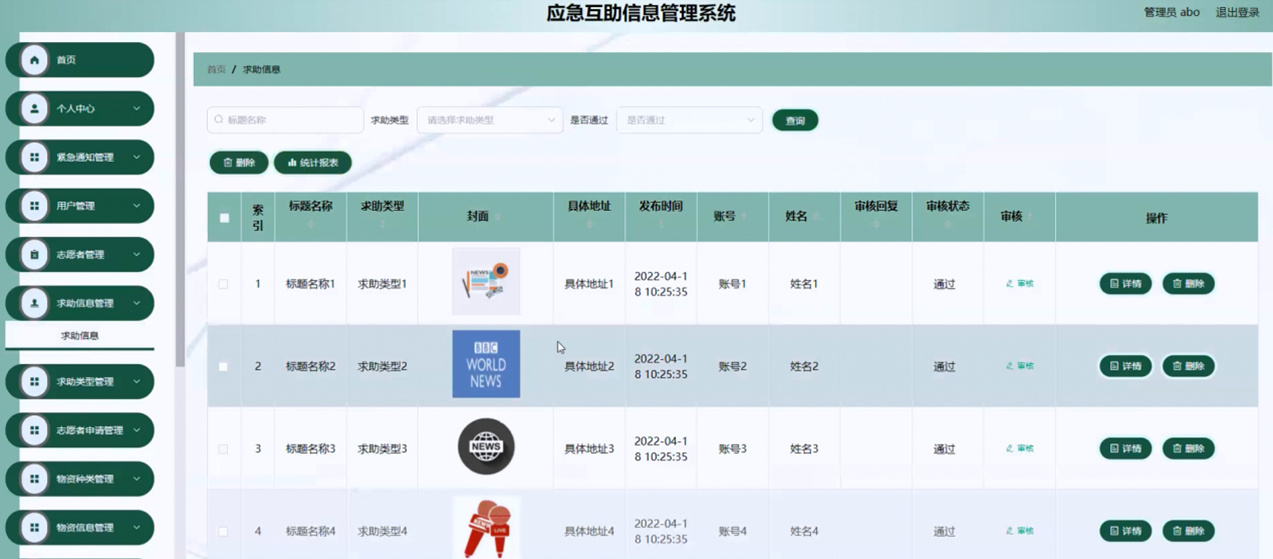 应急互助信息管理系统
管理员 abo 退出登录
首页
个人中心
紧急通知管理
用户管理
志愿者管理
求助信息管理
求助信息
求助类型管理
志愿者申请管理
物资种类管理
物资信息管理
首页 / 求助信息
标题名称 求助类型 请选择求助类型 是否通过 是否通过 查询
删除 统计报表
索引 标题名称 求助类型 封面 具体地址 发布时间 账号 姓名 审核回复 审核状态 审核 操作
1 标题名称1 求助类型1 NEWS 具体地址1 2022-04-18 10:25:35 账号1 姓名1 通过 审核 详情 删除
2 标题名称2 求助类型2 BBC WORLD NEWS 具体地址2 2022-04-18 10:25:35 账号2 姓名2 通过 审核 详情 删除
3 标题名称3 求助类型3 NEWS 具体地址3 2022-04-18 10:25:35 账号3 姓名3 通过 审核 详情 删除
4 标题名称4 求助类型4 NEWS LIVE 具体地址4 2022-04-18 10:25:35 账号4 姓名4 通过 审核 详情 删除